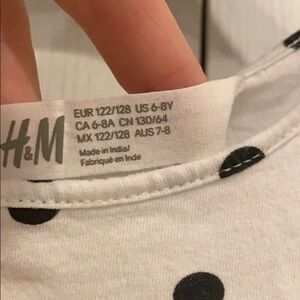 H&M
EUR 122/128 US 6-8Y
CA 6-8A CN 130/64
MX 122/128 AUS 7-8
Made in India/
Fabriqué en Inde